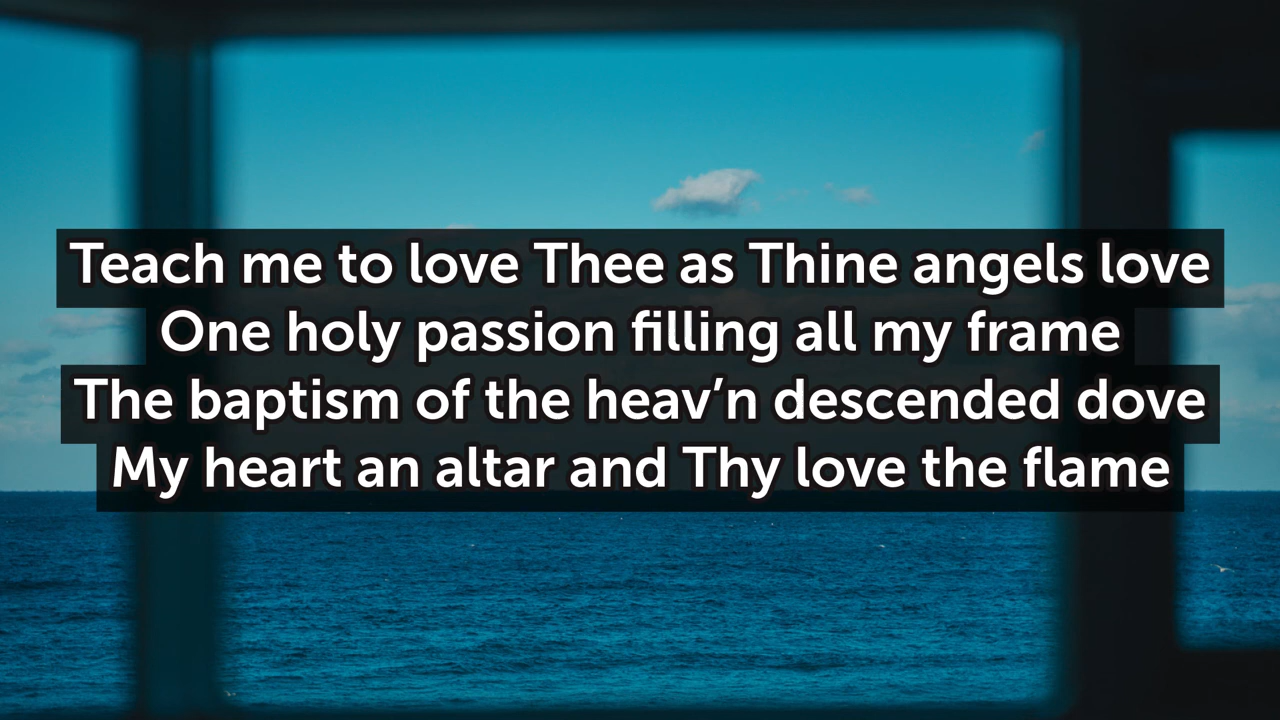 Teach me to love Thee as Thine angels love
One holy passion filling all my frame
The baptism of the heav’n descended dove
My heart an altar and Thy love the flame